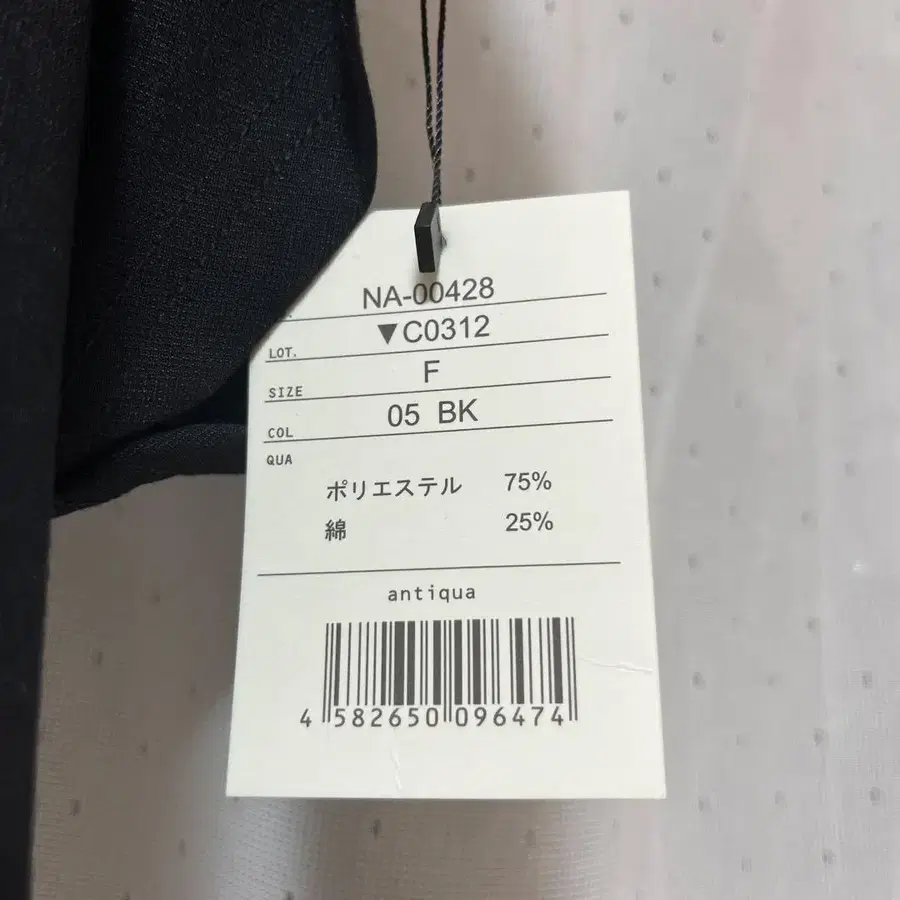 NA-00428
LOT. ▼C0312
SIZE F
COL 05 BK
QUA
ポリエステル 75%
綿 25%
antiqua
4 582650 096474